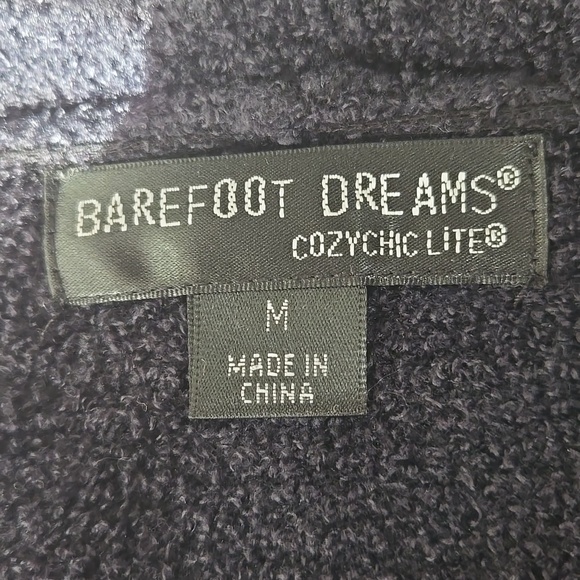 BAREFOOT DREAMS®
COZYCHIC LiTE®
M
MADE IN
CHINA